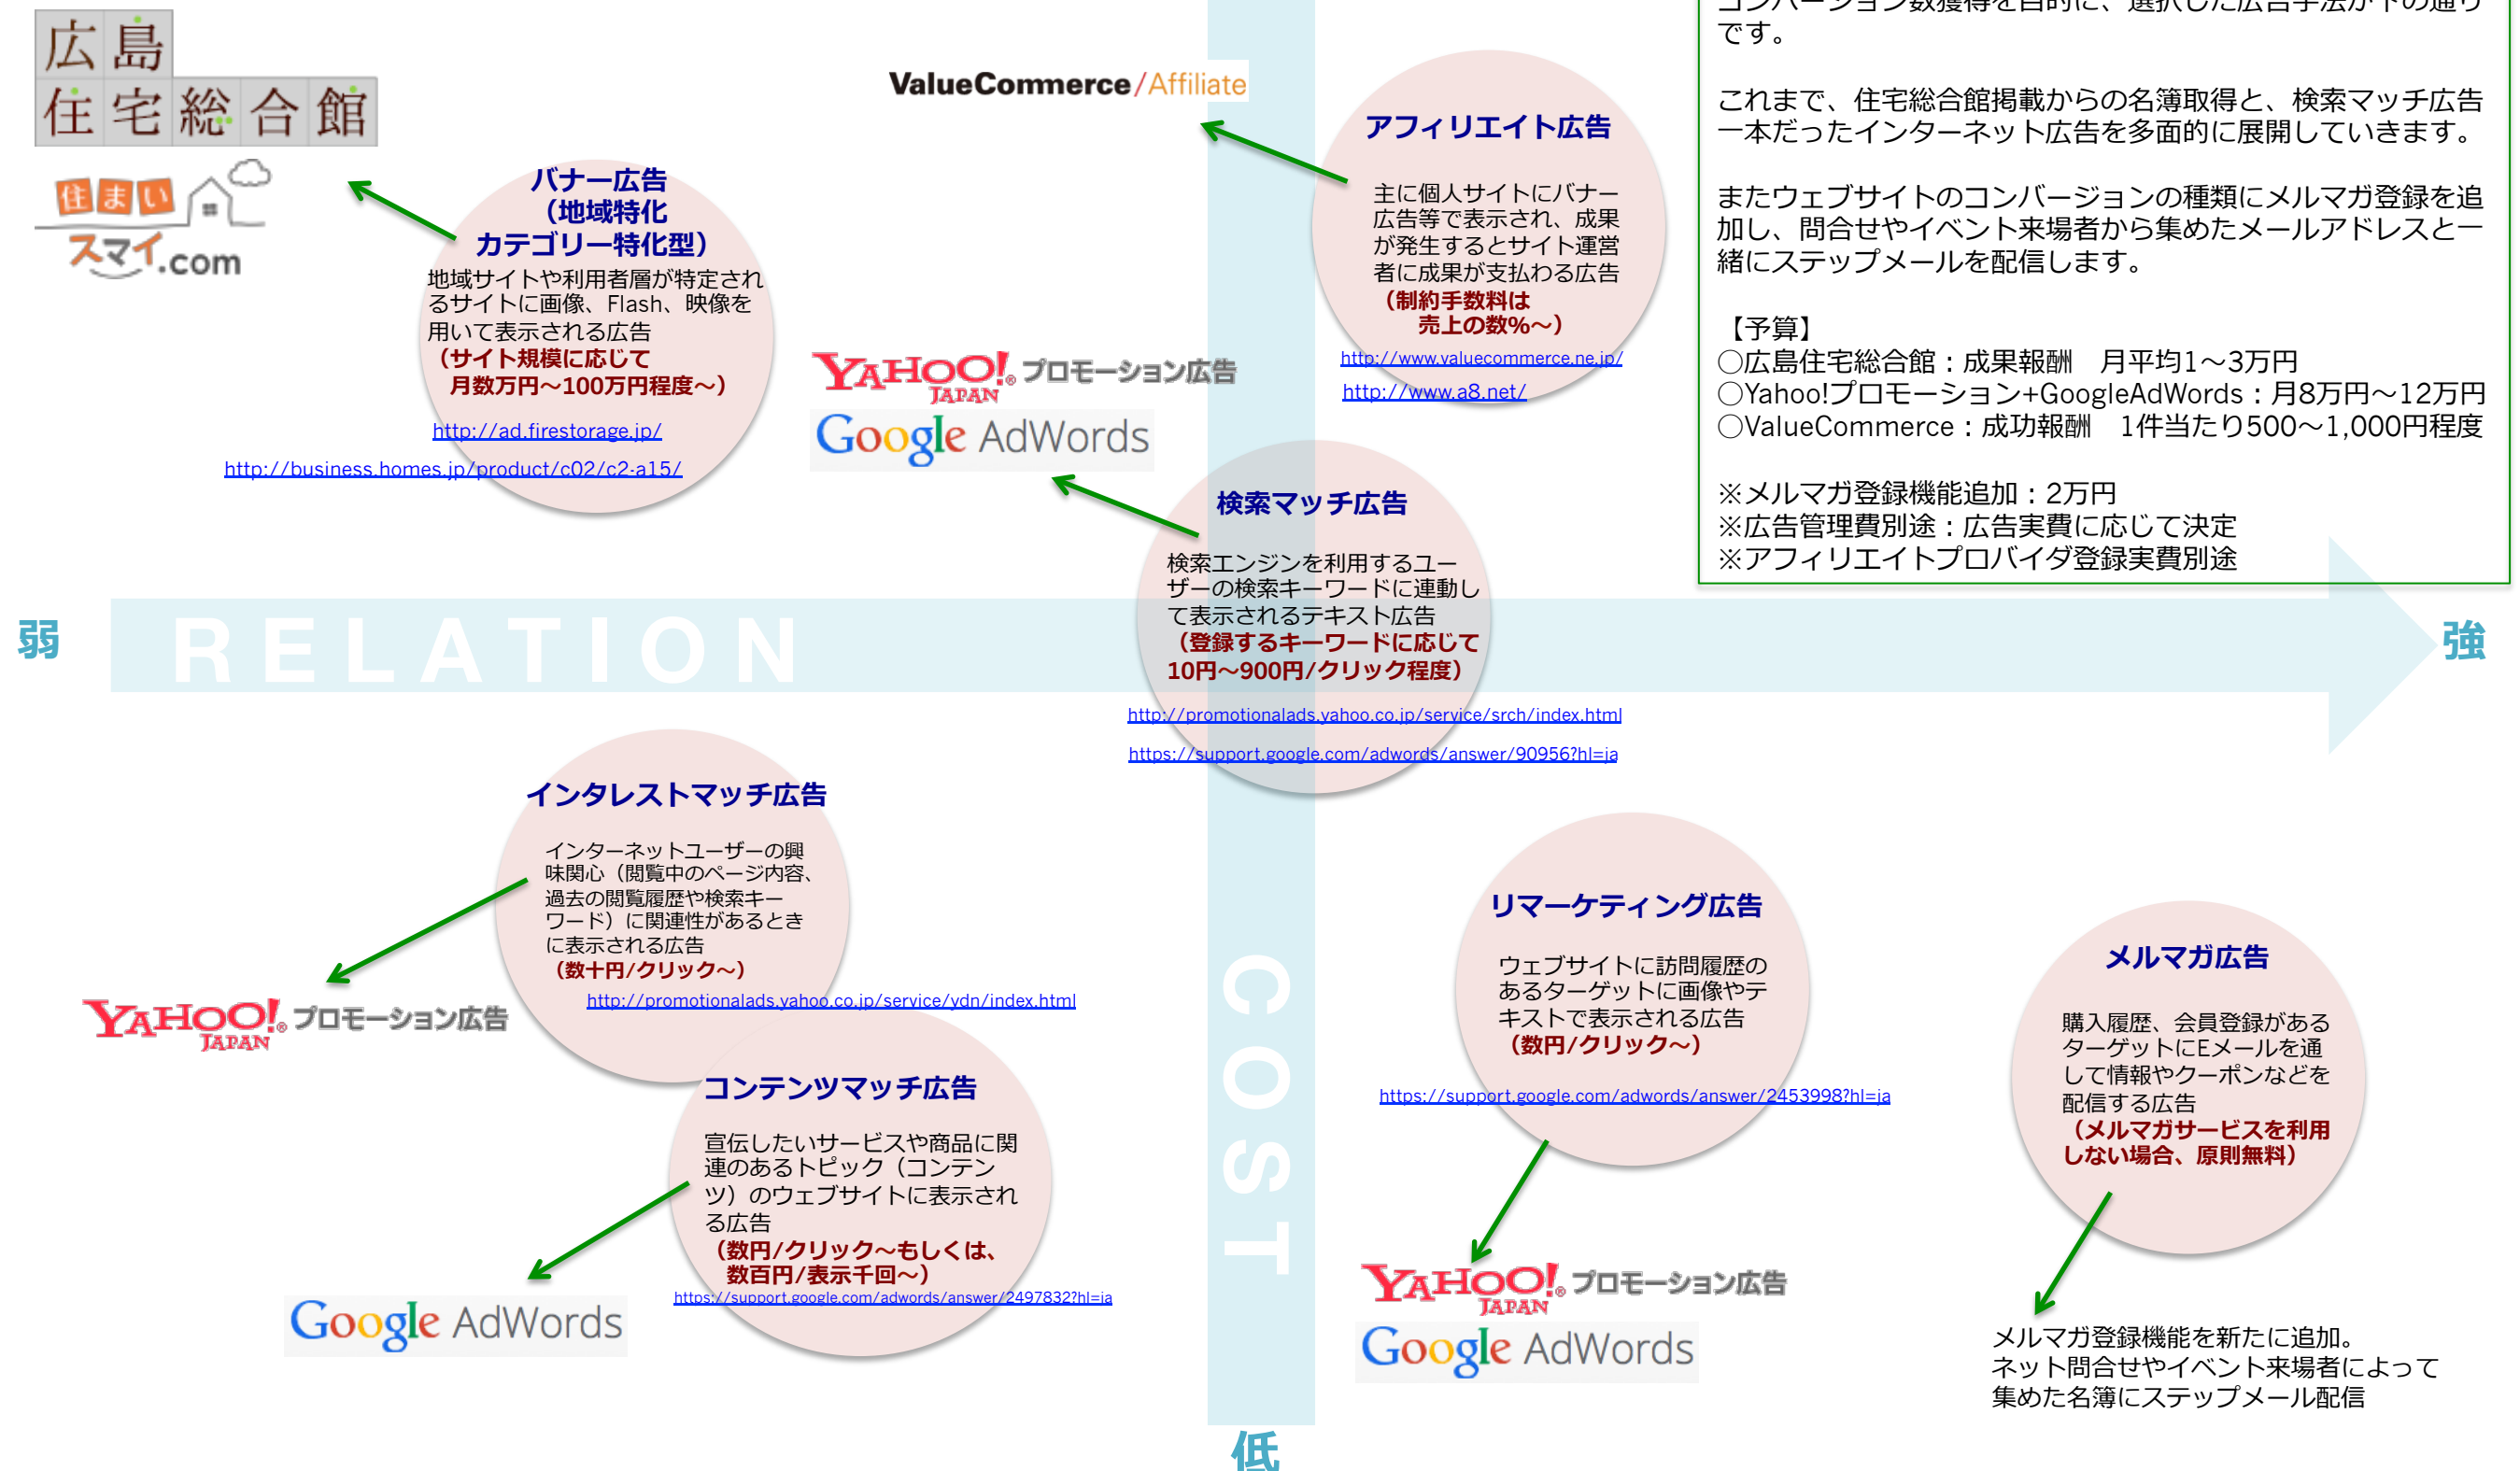 広島
住宅総合館
住まい
スマイ.com
バナー広告
（地域特化
カテゴリー特化型）
地域サイトや利用者層が特定され
るサイトに画像、Flash、映像を
用いて表示される広告
（サイト規模に応じて
月数万円～100万円程度～）
http://ad.firestorage.jp/
http://business.homes.jp/product/c02/c2-a15/
ValueCommerce/Affiliate
アフィリエイト広告
主に個人サイトにバナー
広告等で表示され、成果
が発生するとサイト運営
者に成果が支払わる広告
（制約手数料は
売上の数%～）
http://www.valuecommerce.ne.jp/
http://www.a8.net/
コンバージョン数獲得を目的に、選択した広告手法が下の通り
です。
これまで、住宅総合館掲載からの名簿取得と、検索マッチ広告
一本だったインターネット広告を多面的に展開していきます。
またウェブサイトのコンバージョンの種類にメルマガ登録を追
加し、問合せやイベント来場者から集めたメールアドレスと一
緒にステップメールを配信します。
【予算】
○広島住宅総合館：成果報酬　月平均1～3万円
○Yahoo!プロモーション+GoogleAdWords：月8万円～12万円
○ValueCommerce：成功報酬　1件当たり500～1,000円程度
※メルマガ登録機能追加：2万円
※広告管理費別途：広告実費に応じて決定
※アフィリエイトプロバイダ登録実費別途
YAHOO!® プロモーション広告
JAPAN
Google AdWords
検索マッチ広告
検索エンジンを利用するユー
ザーの検索キーワードに連動し
て表示されるテキスト広告
（登録するキーワードに応じて
10円～900円/クリック程度）
http://promotionalads.yahoo.co.jp/service/srch/index.html
https://support.google.com/adwords/answer/90956?hl=ja
弱
RELATION
強
インタレストマッチ広告
インターネットユーザーの興
味関心（閲覧中のページ内容、
過去の閲覧履歴や検索キー
ワード）に関連性があるとき
に表示される広告
（数十円/クリック～）
http://promotionalads.yahoo.co.jp/service/ydn/index.html
YAHOO!® プロモーション広告
JAPAN
コンテンツマッチ広告
宣伝したいサービスや商品に関
連のあるトピック（コンテン
ツ）のウェブサイトに表示され
る広告
（数円/クリック～もしくは、
数百円/表示千回～）
https://support.google.com/adwords/answer/2497832?hl=ja
Google AdWords
COST
低
リマーケティング広告
ウェブサイトに訪問履歴の
あるターゲットに画像やテ
キストで表示される広告
（数円/クリック～）
https://support.google.com/adwords/answer/2453998?hl=ja
YAHOO!® プロモーション広告
JAPAN
Google AdWords
メルマガ広告
購入履歴、会員登録がある
ターゲットにEメールを通
して情報やクーポンなどを
配信する広告
（メルマガサービスを利用
しない場合、原則無料）
メルマガ登録機能を新たに追加。
ネット問合せやイベント来場者によって
集めた名簿にステップメール配信